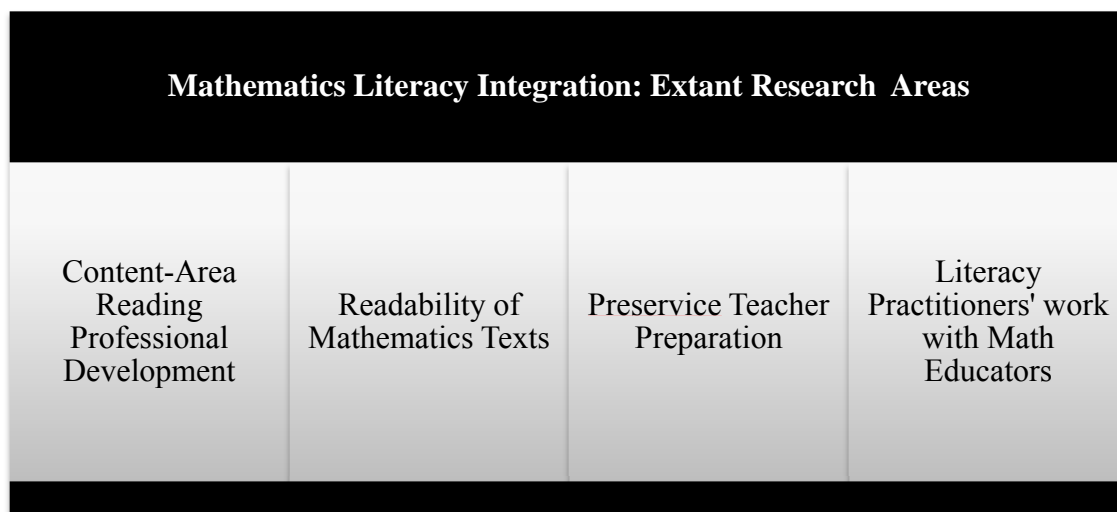 Mathematics Literacy Integration: Extant Research Areas
Content-Area
Reading
Professional
Development
Readability of
Mathematics Texts
Preservice Teacher
Preparation
Literacy
Practitioners' work
with Math
Educators